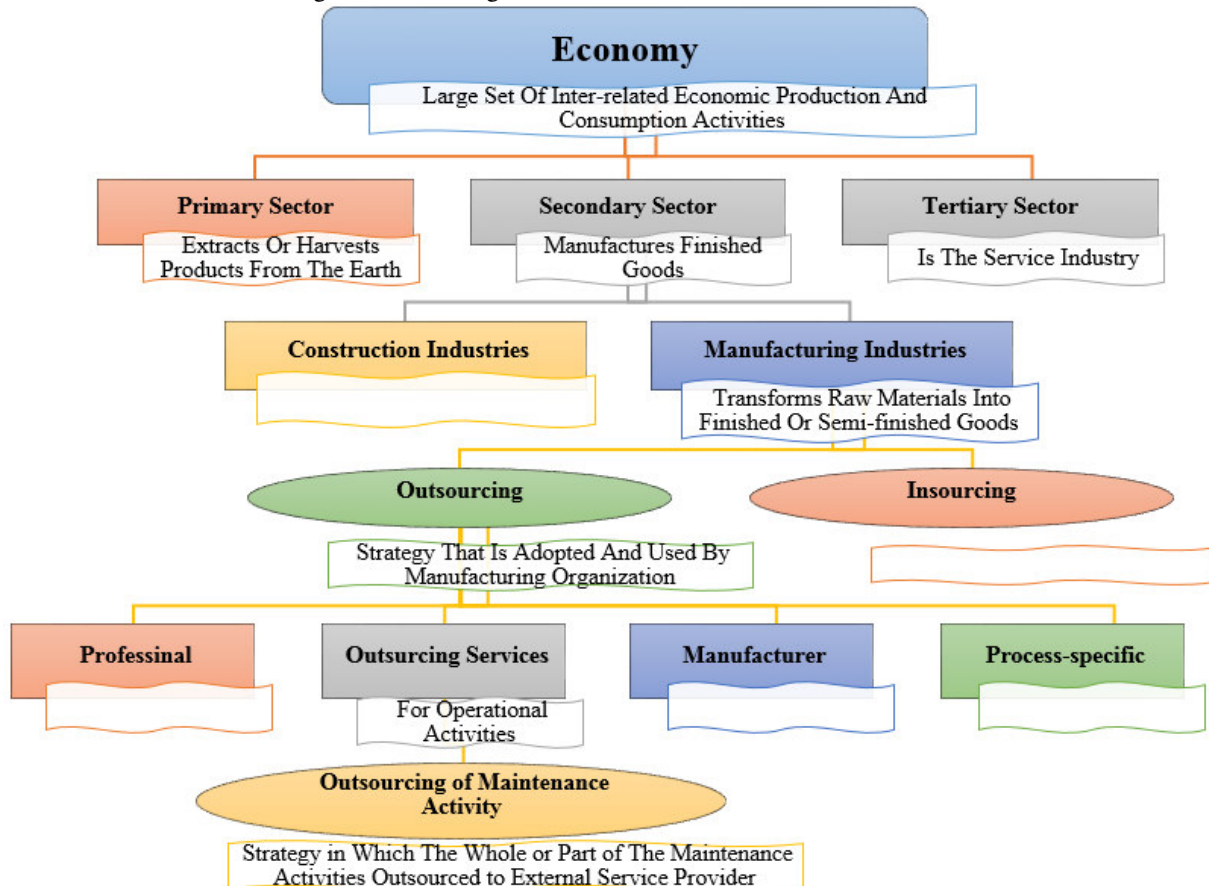 Economy
Large Set Of Inter-related Economic Production And
Consumption Activities
Primary Sector
Extracts Or Harvests
Products From The Earth
Secondary Sector
Manufactures Finished
Goods
Tertiary Sector
Is The Service Industry
Construction Industries
Manufacturing Industries
Transforms Raw Materials Into
Finished Or Semi-finished Goods
Outsourcing
Insourcing
Strategy That Is Adopted And Used By
Manufacturing Organization
Professinal
Outsurcing Services
For Operational
Activities
Manufacturer
Process-specific
Outsourcing of Maintenance
Activity
Strategy in Which The Whole or Part of The Maintenance
Activities Outsourced to External Service Provider